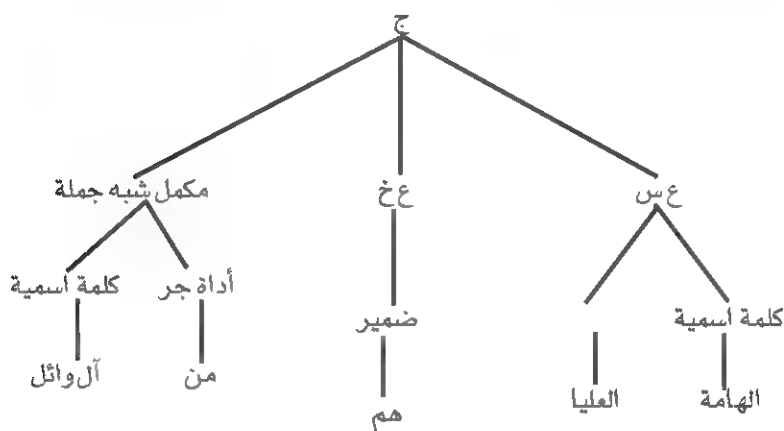 ج
ع س ع خ مكمل شبه جملة
أداة جر كلمة اسمية
كلمة اسمية ضمير
من آل وائل
الهامة العليا
هم